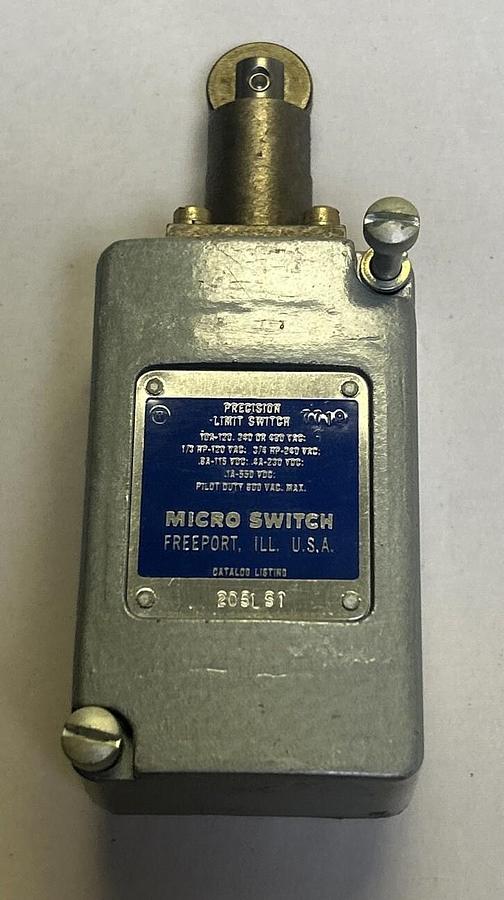 PRECISION
LIMIT SWITCH
10A-120, 240 OR 480 VAC:
1/3 HP-120 VAC: 3/4 HP-240 VAC:
.8A-115 VDC: .4A-230 VDC:
.1A-550 VDC:
PILOT DUTY 600 VAC. MAX.
MICRO SWITCH
FREEPORT, ILL. U.S.A.
CATALOG LISTING
205LS1